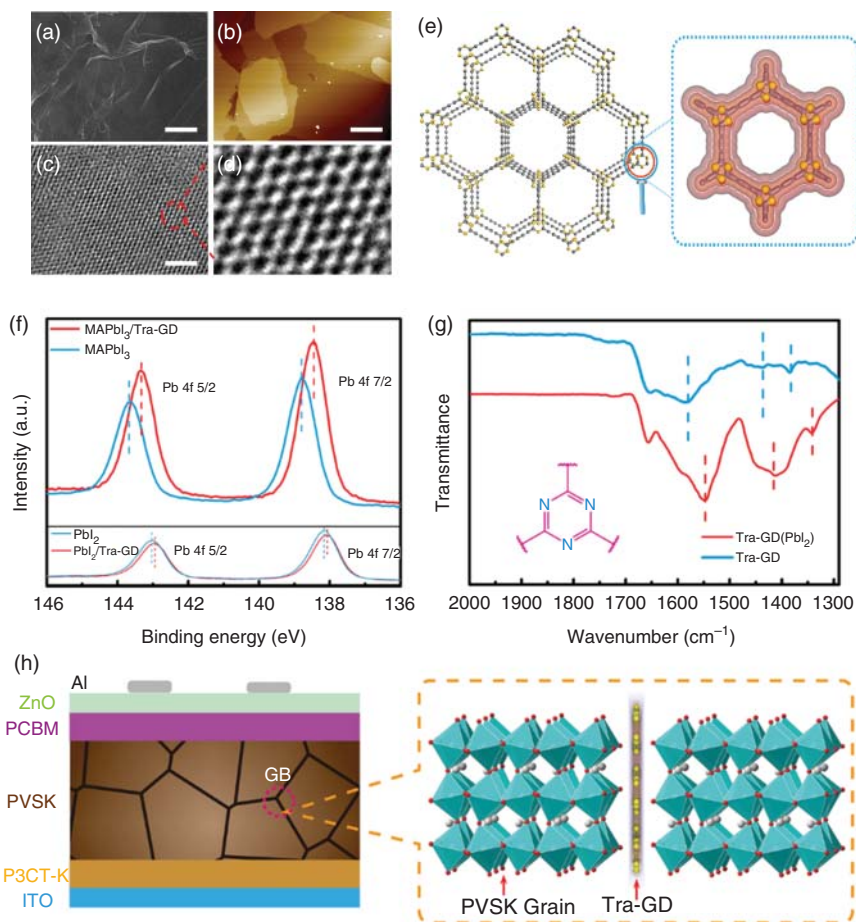 (a)
(b)
(c)
(d)
(e)
(f)
MAPbI₃/Tra-GD
MAPbI₃
Pb 4f 5/2
Pb 4f 7/2
PbI₂
PbI₂/Tra-GD
Pb 4f 5/2
Pb 4f 7/2
Intensity (a.u.)
146 144 142 140 138 136
Binding energy (eV)
(g)
Transmittance
N N
N
Tra-GD(PbI₂)
Tra-GD
2000 1900 1800 1700 1600 1500 1400 1300
Wavenumber (cm⁻¹)
(h)
Al
ZnO
PCBM
PVSK
GB
P3CT-K
ITO
PVSK Grain
Tra-GD